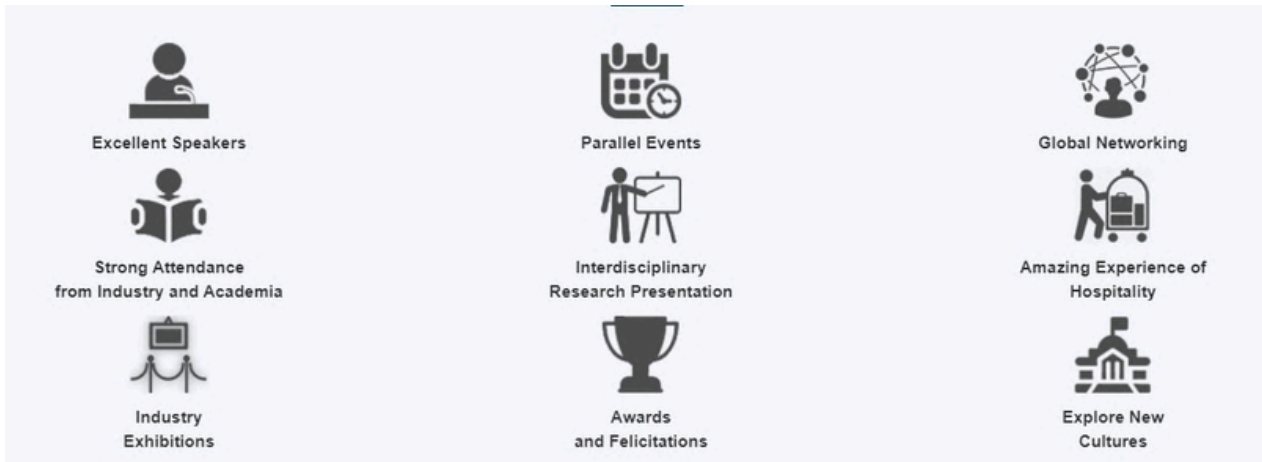 Excellent Speakers
Parallel Events
Global Networking
Strong Attendance
from Industry and Academia
Interdisciplinary
Research Presentation
Amazing Experience of
Hospitality
Industry
Exhibitions
Awards
and Felicitations
Explore New
Cultures